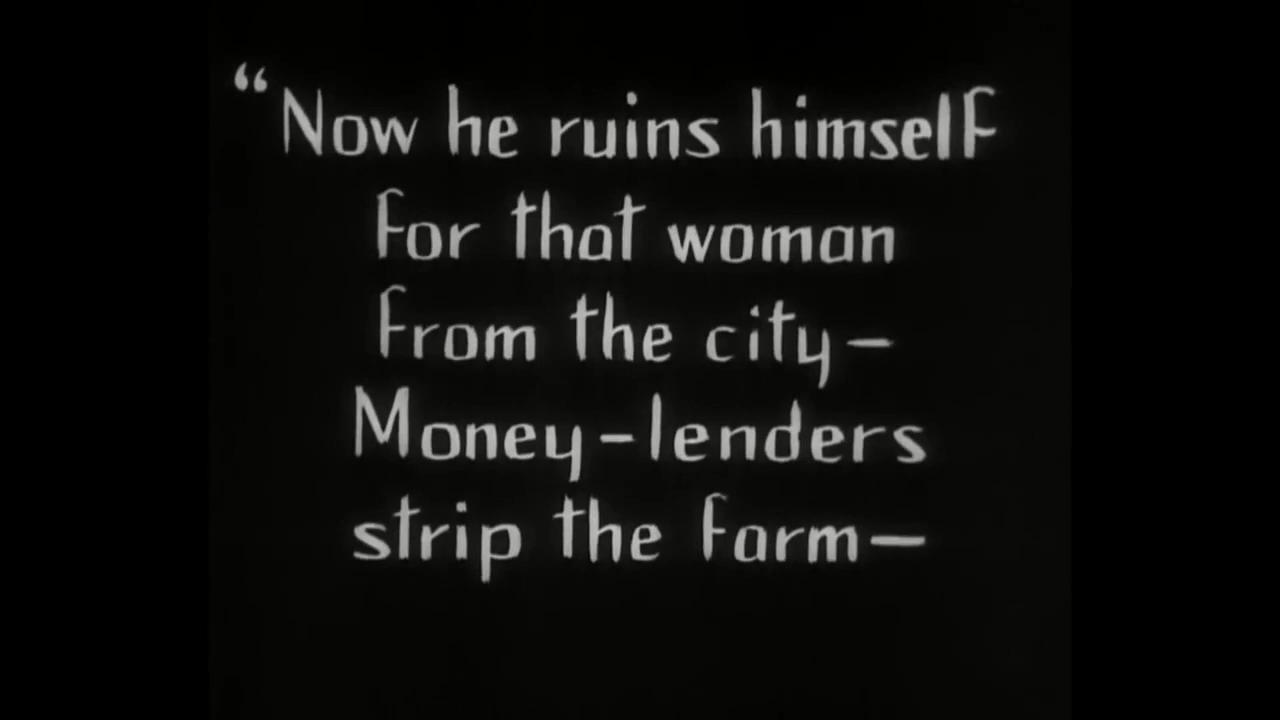 “Now he ruins himself
for that woman
from the city—
Money-lenders
strip the farm—